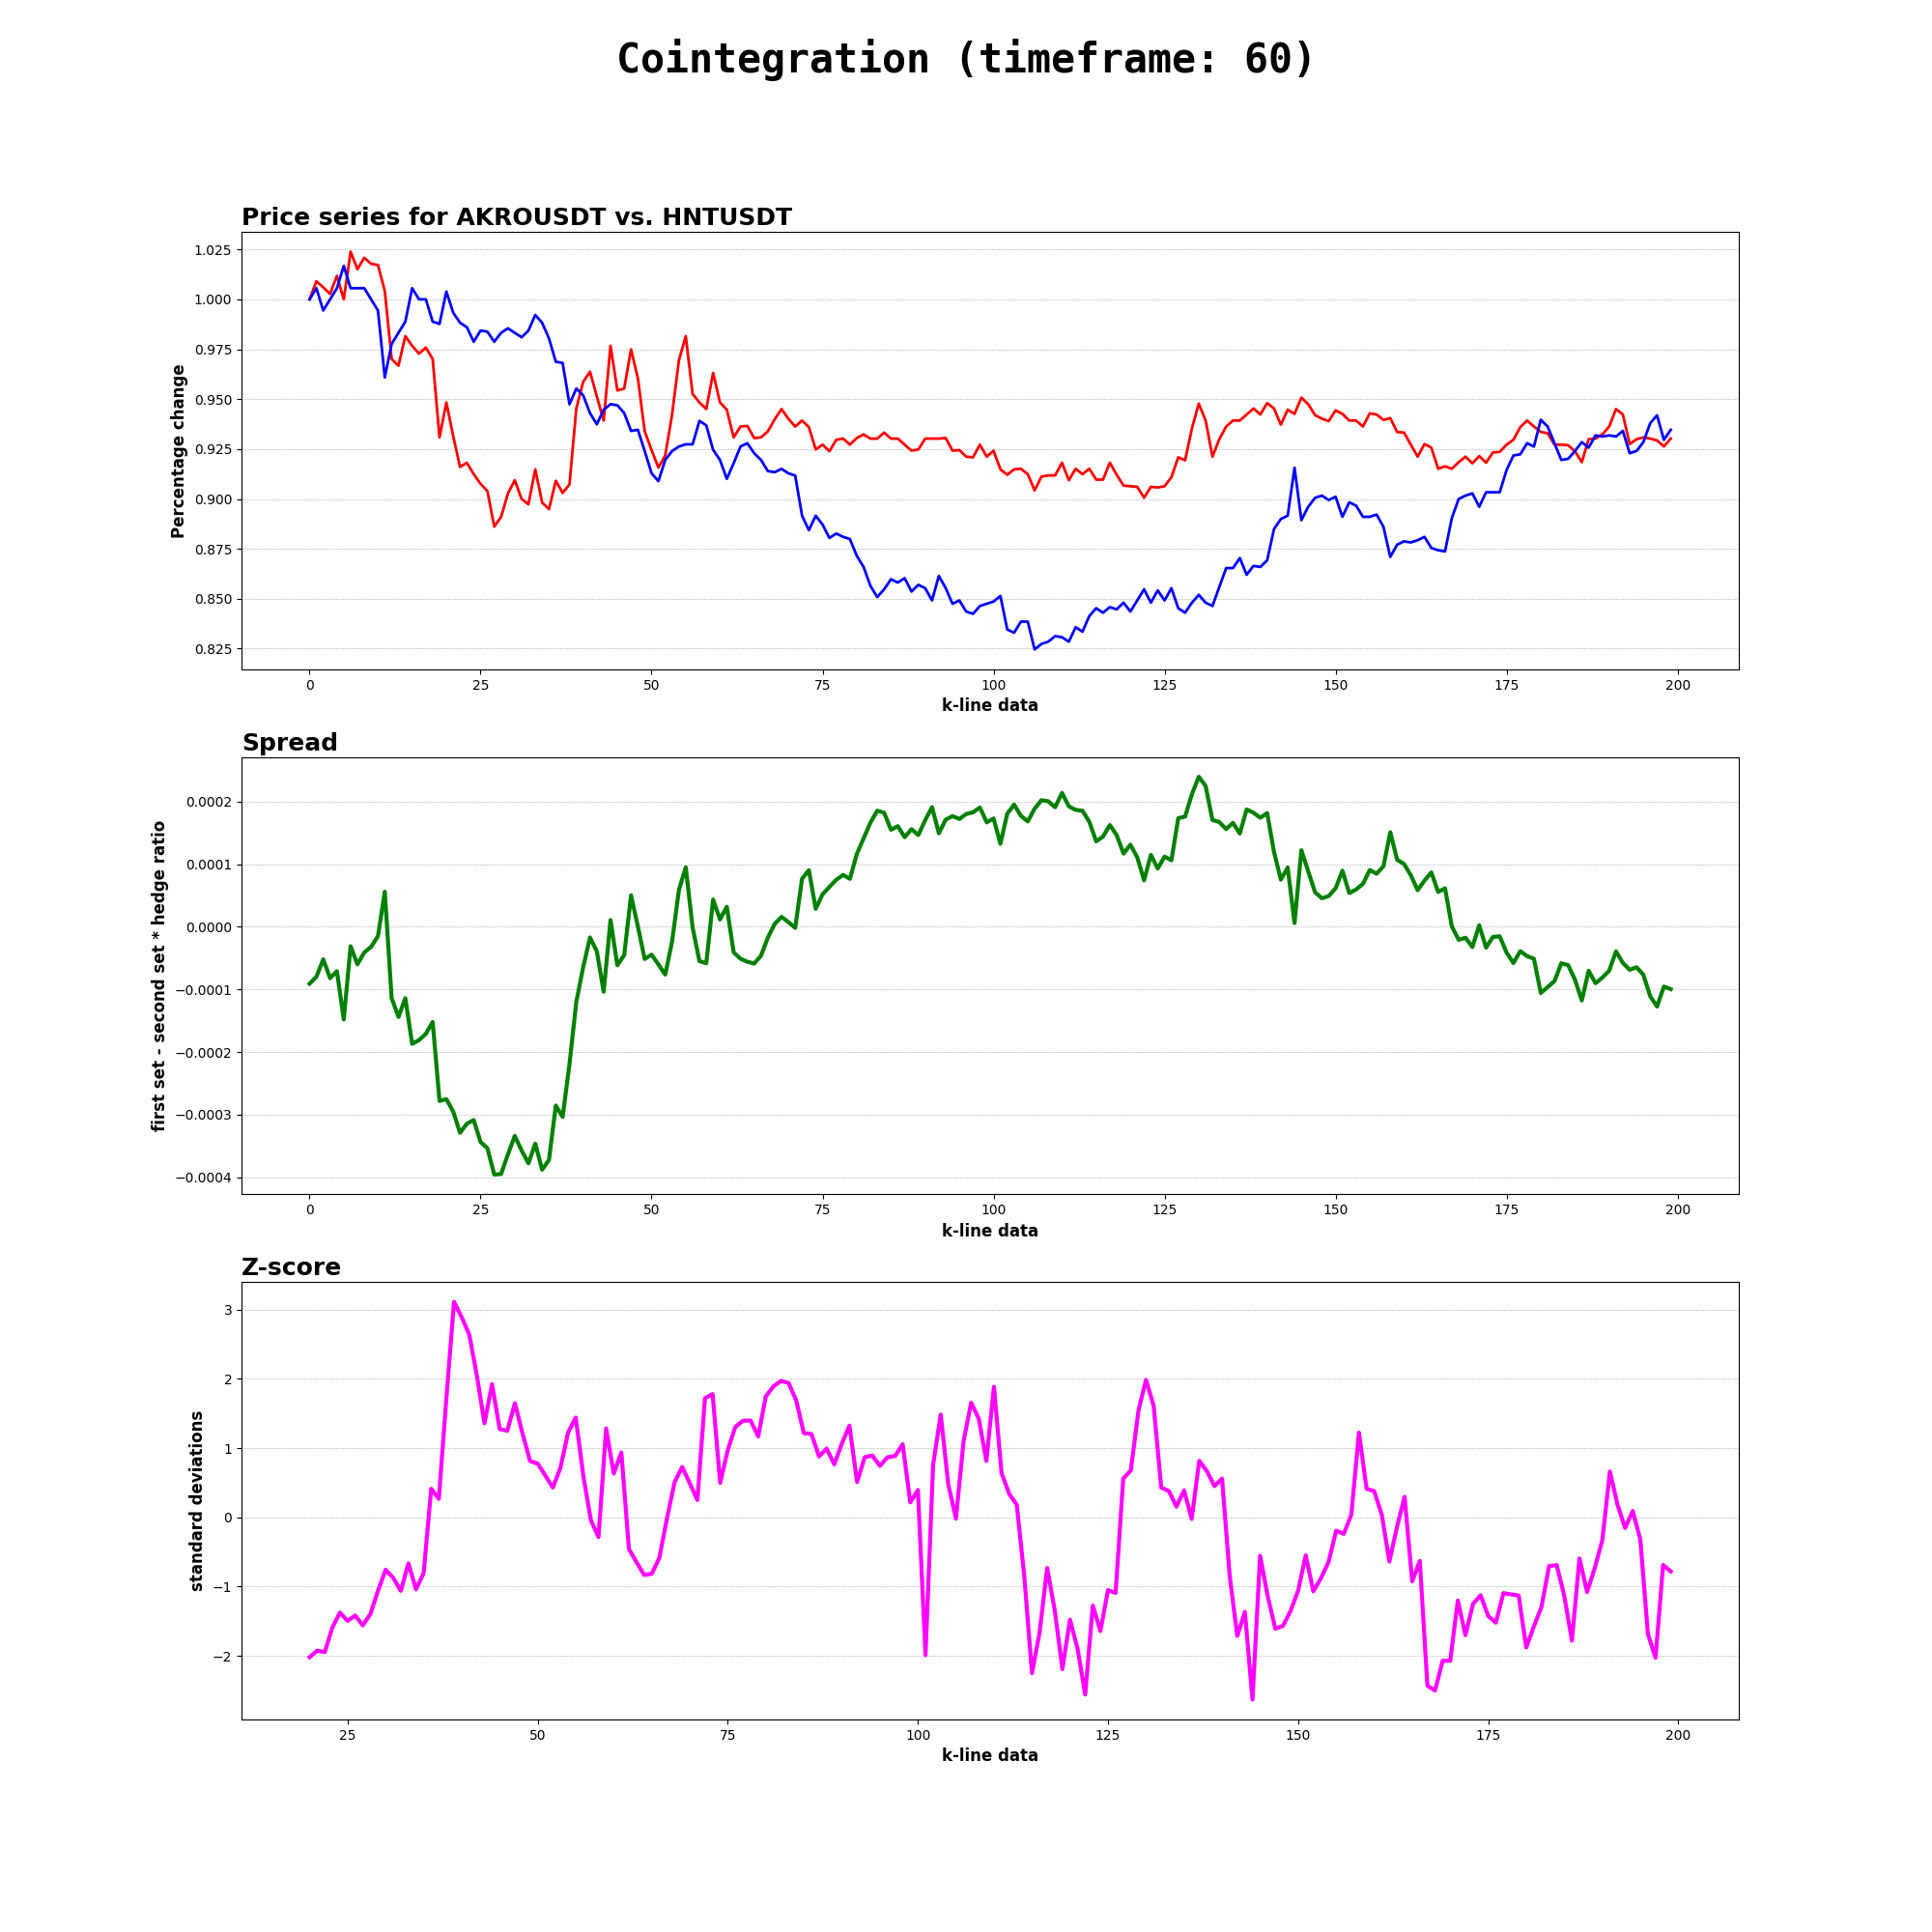 Cointegration (timeframe: 60)
Price series for AKROUSDT vs. HNTUSDT
Percentage change
1.025
1.000
0.975
0.950
0.925
0.900
0.875
0.850
0.825
0 25 50 75 100 125 150 175 200
k-line data
Spread
first set - second set * hedge ratio
0.0002
0.0001
0.0000
−0.0001
−0.0002
−0.0003
−0.0004
0 25 50 75 100 125 150 175 200
k-line data
Z-score
standard deviations
3
2
1
0
−1
−2
25 50 75 100 125 150 175 200
k-line data